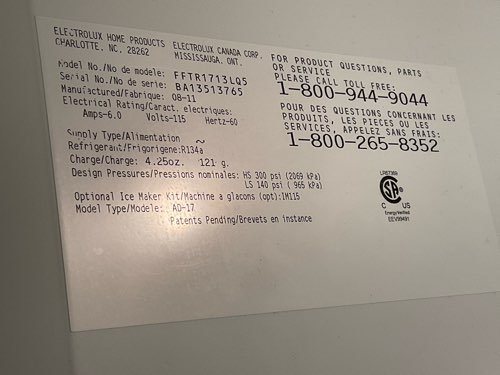 ELECTROLUX HOME PRODUCTS
CHARLOTTE, NC. 28262
ELECTROLUX CANADA CORP.
MISSISSAUGA, ONT.
Model No./No de modele: FFTR1713LQ5
Serial No./No de serie: BA13513765
Manufactured/Fabrique: 08-11
Electrical Rating/Caract. electriques:
Amps-6.0 Volts-115 Hertz-60
Supply Type/Alimentation ~
Refrigerant/Frigorigene:R134a
Charge/Charge: 4.25oz. 121 g.
Design Pressures/Pressions nominales: HS 300 psi (2069 kPa)
LS 140 psi ( 965 kPa)
Optional Ice Maker Kit/Machine a glacons (opt):IM115
Model Type/Modele: AD-17
Patents Pending/Brevets en instance
FOR PRODUCT QUESTIONS, PARTS
OR SERVICE
PLEASE CALL TOLL FREE:
1-800-944-9044
POUR DES QUESTIONS CONCERNANT LES
PRODUITS, LES PIECES OU LES
SERVICES, APPELEZ SANS FRAIS:
1-800-265-8352
C US
Energy Verified
EEV99491